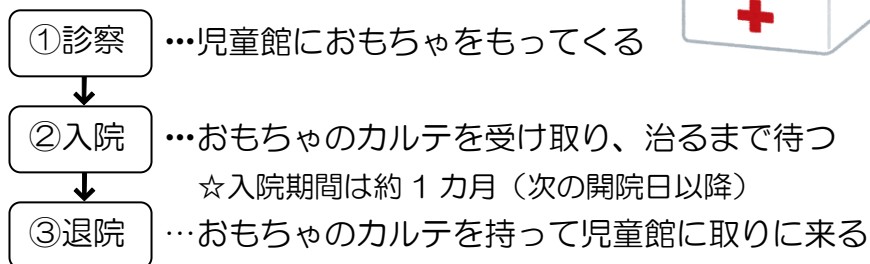 ①診察 …児童館におもちゃをもってくる
②入院 …おもちゃのカルテを受け取り、治るまで待つ
☆入院期間は約 1 カ月（次の開院日以降）
③退院 …おもちゃのカルテを持って児童館に取りに来る